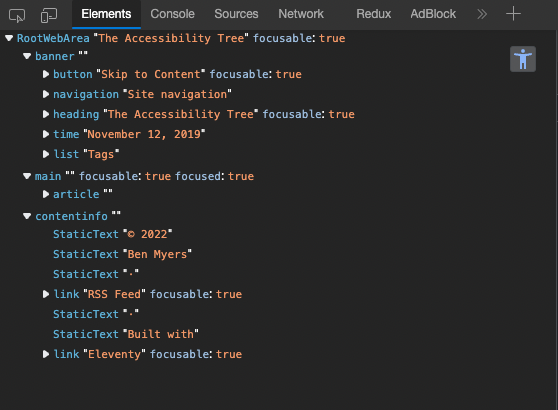 Elements Console Sources Network Redux AdBlock
RootWebArea "The Accessibility Tree" focusable: true
banner ""
button "Skip to Content" focusable: true
navigation "Site navigation"
heading "The Accessibility Tree" focusable: true
time "November 12, 2019"
list "Tags"
main "" focusable: true focused: true
article ""
contentinfo ""
StaticText "© 2022"
StaticText "Ben Myers"
StaticText "·"
link "RSS Feed" focusable: true
StaticText "·"
StaticText "Built with"
link "Eleventy" focusable: true